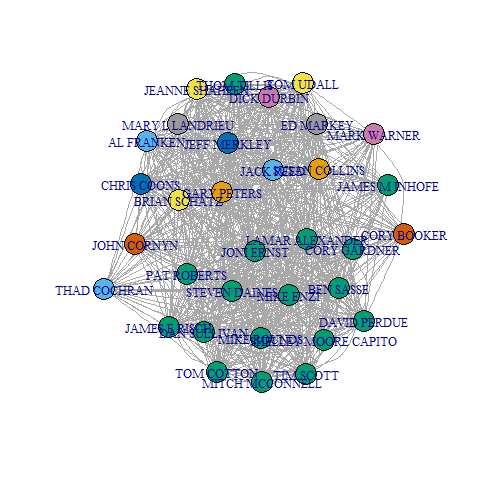 THOM TILLIS
TOM UDALL
JEANNE SHAHEEN
DICK DURBIN
MARY L LANDRIEU
ED MARKEY
MARK WARNER
AL FRANKEN
JEFF MERKLEY
JACK REED
SUSAN COLLINS
CHRIS COONS
JAMES M INHOFE
GARY PETERS
BRIAN SCHATZ
CORY BOOKER
JOHN CORNYN
LAMAR ALEXANDER
CORY GARDNER
JONI ERNST
PAT ROBERTS
THAD COCHRAN
STEVEN DAINES
MIKE ENZI
BEN SASSE
DAVID PERDUE
JAMES E RISCH
DAN SULLIVAN
MIKE ROUNDS
SHELLEY MOORE CAPITO
TOM COTTON
TIM SCOTT
MITCH MCCONNELL